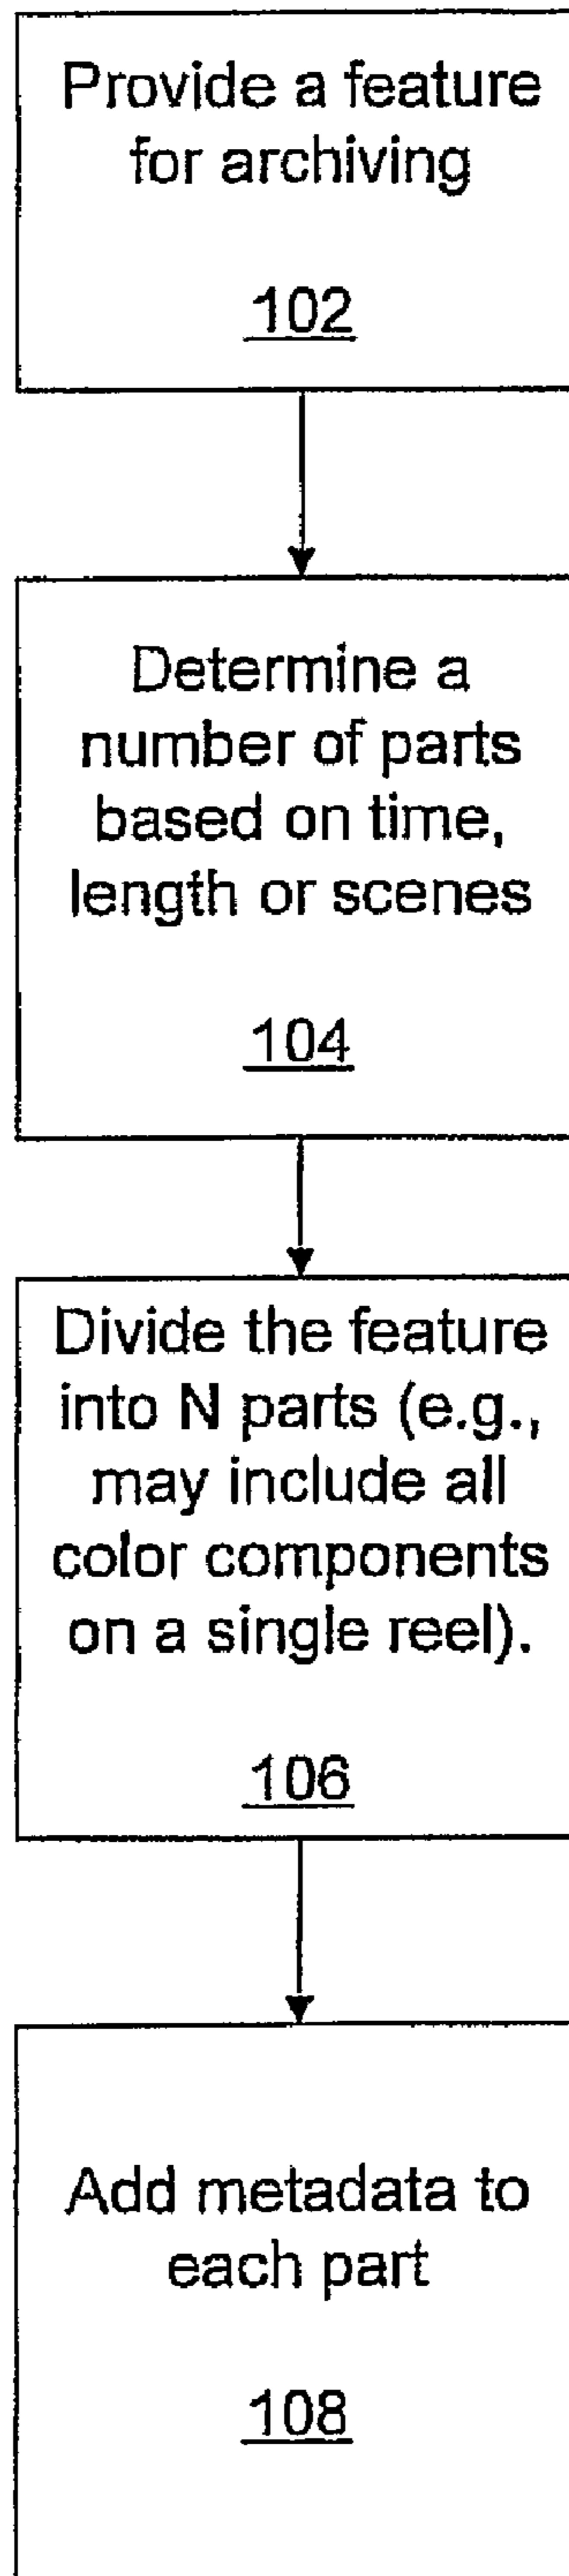 Provide a feature
for archiving
102
Determine a
number of parts
based on time,
length or scenes
104
Divide the feature
into N parts (e.g.,
may include all
color components
on a single reel).
106
Add metadata to
each part
108